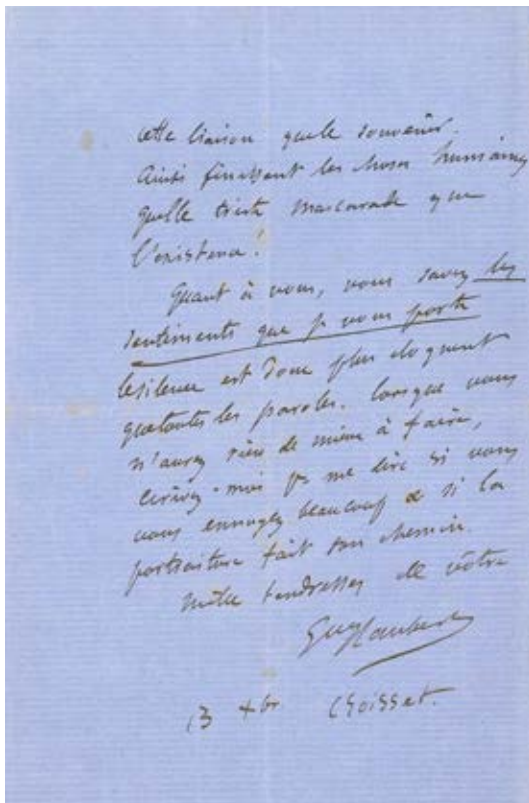 cette liaison que le souvenir.
Ainsi finissent les choses humaines
quelle triste mascarade que
l'existence!
Quant à vous, vous savez les
sentiments que je vous porte
le silence est donc plus éloquent
que toutes les paroles. lorsque vous
n'aurez rien de mieux à faire,
écrivez-moi pr me dire si vous
vous ennuyez beaucoup & si la
portraiture fait son chemin.
mille tendresses de vôtre
Gve Flaubert
Croisset.